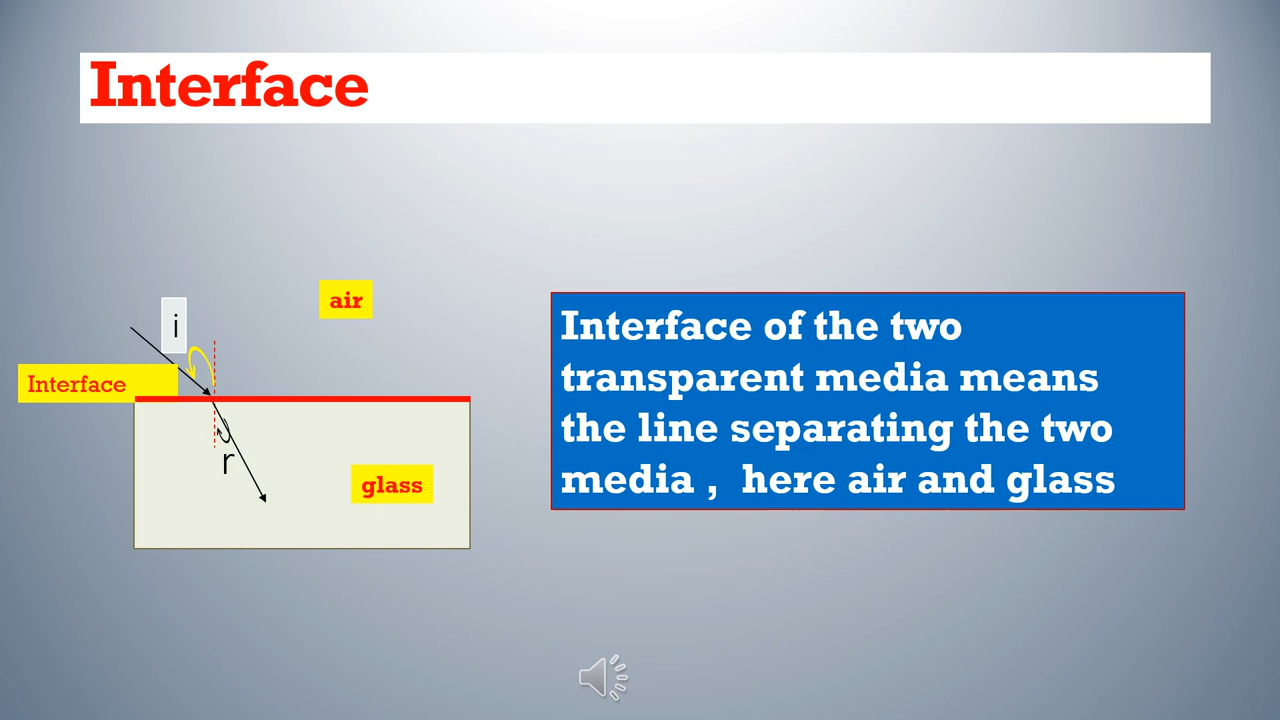 Interface
air
i
Interface
r
glass
Interface of the two
transparent media means
the line separating the two
media ,  here air and glass